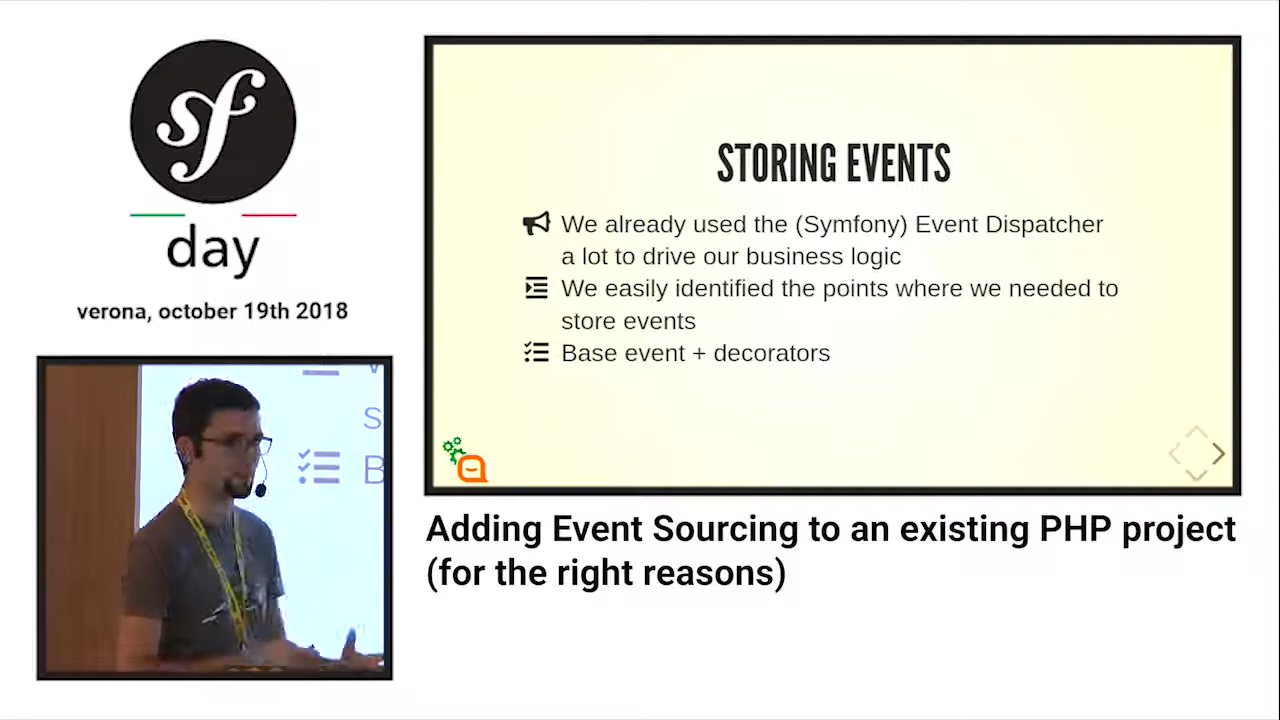 sf
day
verona, october 19th 2018
STORING EVENTS
We already used the (Symfony) Event Dispatcher
a lot to drive our business logic
We easily identified the points where we needed to
store events
Base event + decorators
S
B
Adding Event Sourcing to an existing PHP project
(for the right reasons)